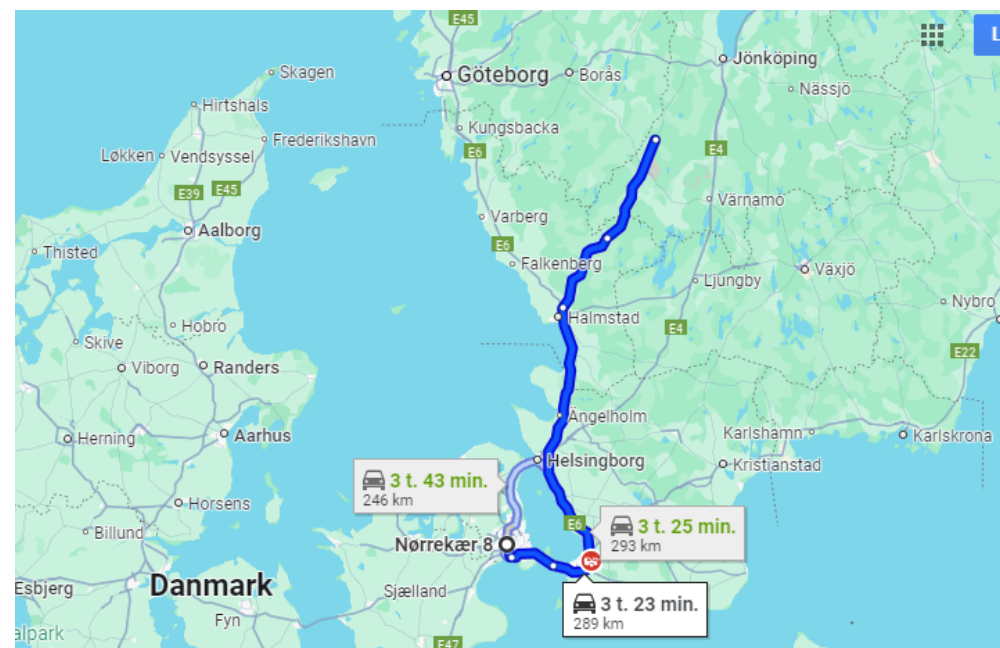 E45
L
Göteborg
Borås
Jönköping
Skagen
Nässjö
Hirtshals
Kungsbacka
Frederikshavn
Løkken
Vendsyssel
E6
E4
E39
E45
Värnamo
Varberg
Aalborg
E6
Thisted
Falkenberg
Växjö
Ljungby
Nybro
Hobro
Halmstad
E4
Skive
E22
Viborg
Randers
Ängelholm
Herning
Aarhus
Karlshamn
Karlskrona
Helsingborg
Kristianstad
3 t. 43 min.
246 km
Horsens
E6
3 t. 25 min.
293 km
Billund
Nørrekær 8
Danmark
Esbjerg
Sjælland
3 t. 23 min.
289 km
Fyn
alpark
E47